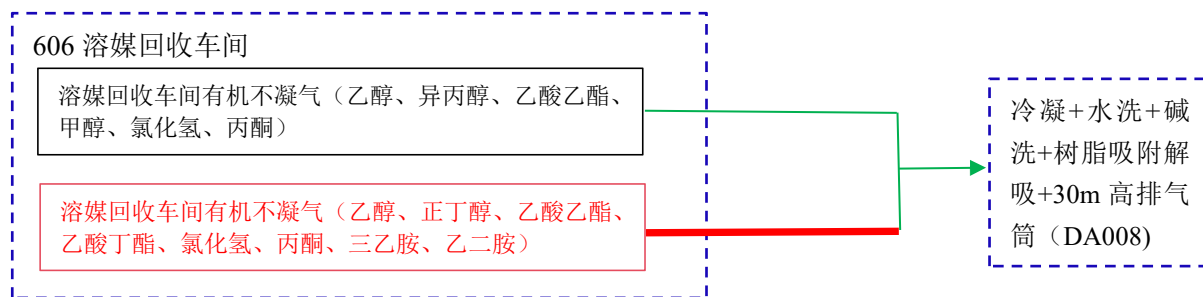 606 溶媒回收车间
溶媒回收车间有机不凝气（乙醇、异丙醇、乙酸乙酯、
甲醇、氯化氢、丙酮）
溶媒回收车间有机不凝气（乙醇、正丁醇、乙酸乙酯、
乙酸丁酯、氯化氢、丙酮、三乙胺、乙二胺）
冷凝+水洗+碱
洗+树脂吸附解
吸+30m 高排气
筒（DA008)